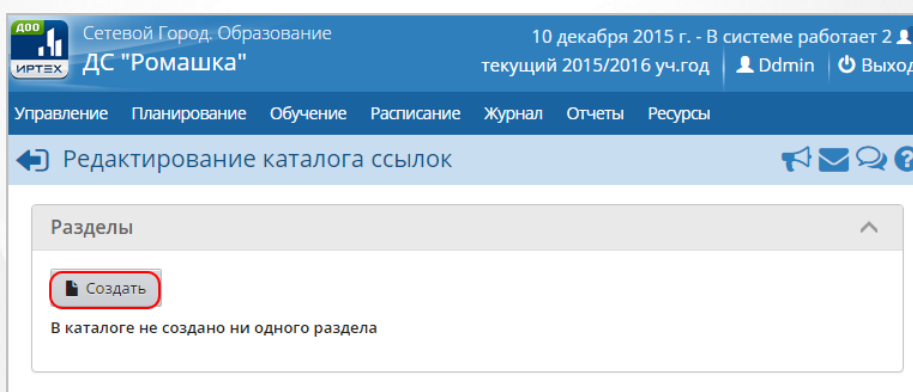 ДОО
ИРТЕХ
Сетевой Город. Образование
ДС "Ромашка"
10 декабря 2015 г. - В системе работает 2
текущий 2015/2016 уч.год Ddmin Выход
Управление Планирование Обучение Расписание Журнал Отчеты Ресурсы
Редактирование каталога ссылок
Разделы
Создать
В каталоге не создано ни одного раздела